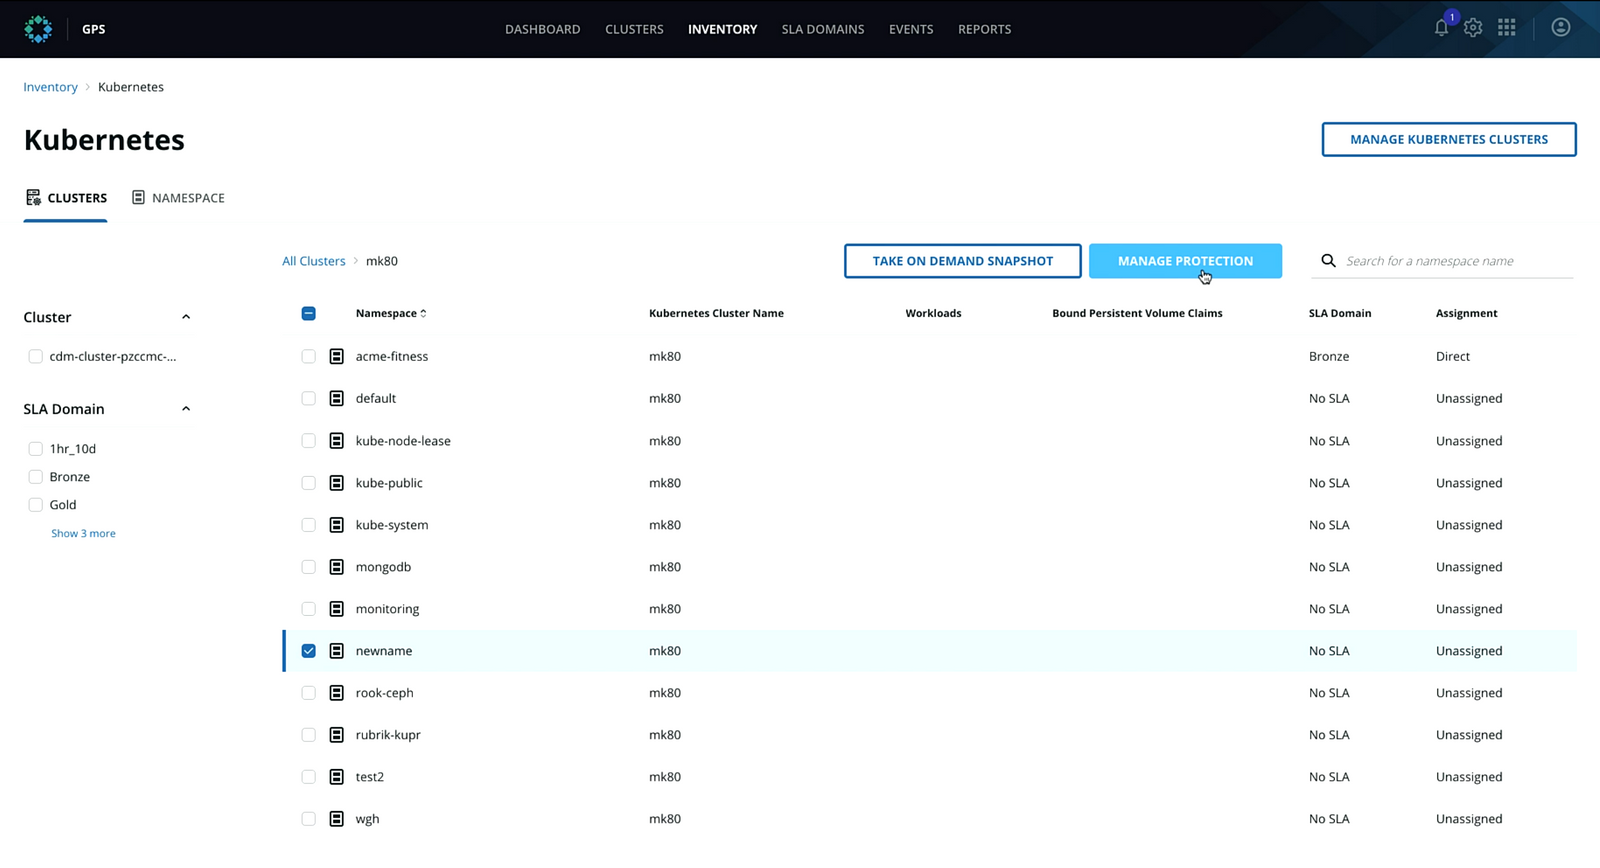 GPS DASHBOARD CLUSTERS INVENTORY SLA DOMAINS EVENTS REPORTS 1
Inventory > Kubernetes
Kubernetes MANAGE KUBERNETES CLUSTERS
CLUSTERS NAMESPACE
All Clusters > mk80 TAKE ON DEMAND SNAPSHOT MANAGE PROTECTION Search for a namespace name
Cluster
cdm-cluster-pzccmc-...
SLA Domain
1hr_10d
Bronze
Gold
Show 3 more
Namespace Kubernetes Cluster Name Workloads Bound Persistent Volume Claims SLA Domain Assignment
acme-fitness mk80 Bronze Direct
default mk80 No SLA Unassigned
kube-node-lease mk80 No SLA Unassigned
kube-public mk80 No SLA Unassigned
kube-system mk80 No SLA Unassigned
mongodb mk80 No SLA Unassigned
monitoring mk80 No SLA Unassigned
newname mk80 No SLA Unassigned
rook-ceph mk80 No SLA Unassigned
rubrik-kupr mk80 No SLA Unassigned
test2 mk80 No SLA Unassigned
wgh mk80 No SLA Unassigned